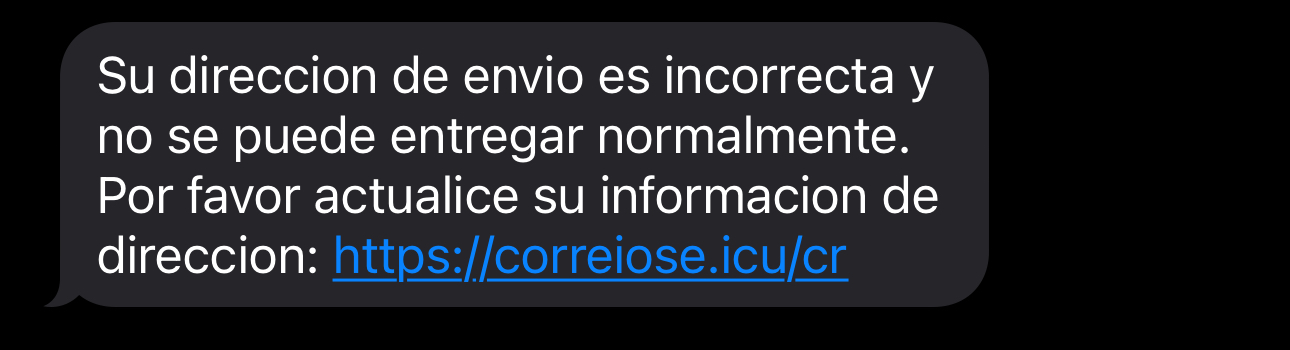 Su direccion de envio es incorrecta y
no se puede entregar normalmente.
Por favor actualice su informacion de
direccion: https://correiose.icu/cr